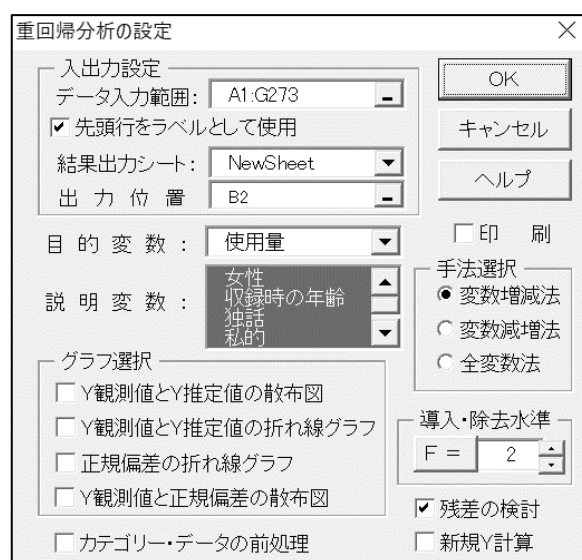 重回帰分析の設定
入出力設定
データ入力範囲: A1:G273
先頭行をラベルとして使用
結果出力シート: NewSheet
出力位置 B2
目的変数: 使用量
説明変数:
女性
収録時の年齢
独話
私的
グラフ選択
Y観測値とY推定値の散布図
Y観測値とY推定値の折れ線グラフ
正規偏差の折れ線グラフ
Y観測値と正規偏差の散布図
カテゴリー・データの前処理
OK
キャンセル
ヘルプ
印刷
手法選択
変数増減法
変数減増法
全変数法
導入・除去水準
F = 2
残差の検討
新規Y計算